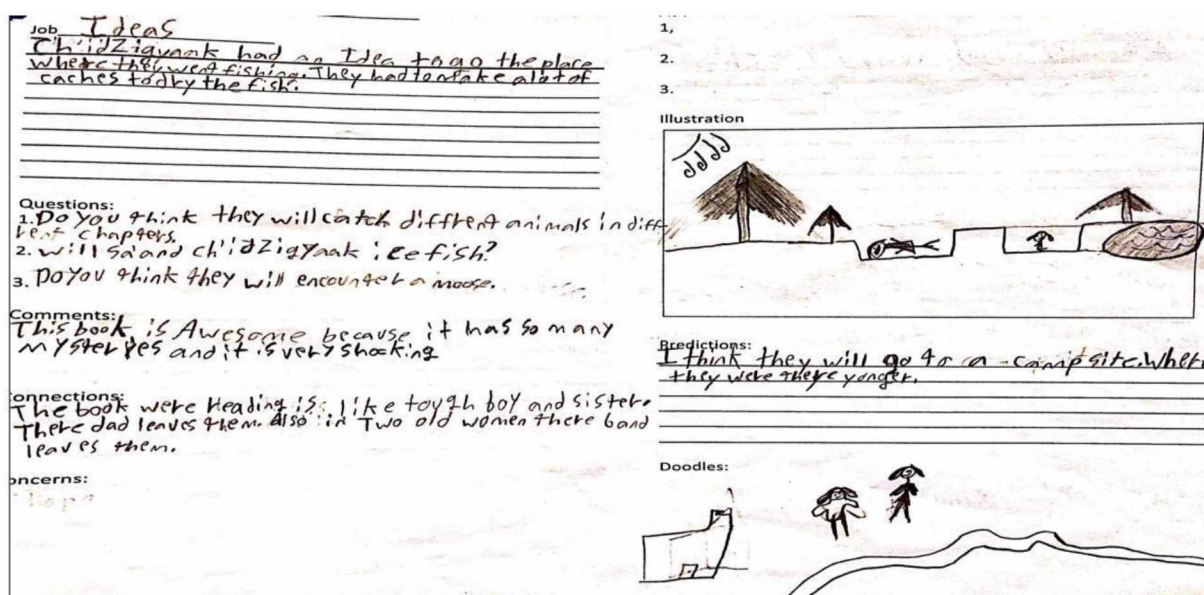 Job Ideas
Ch'idzigyaak had an Idea to go the place
where they went fishing. They had to make a lot of
caches to dry the fish.
Questions:
1. Do you think they will catch diffrent animals in diff
rent chapters.
2. will Sa' and ch'idzigyaak ice fish?
3. Do you think they will encounter a moose.
Comments:
This book is Awesome because it has so many
mysteryes and it is very shocking
onnections:
The book were Reading is like tough boy and sister.
There dad leaves them. Also in Two old women there band
leaves them.
oncerns:
1,
2.
3.
Illustration
Predictions:
I think they will go to a camp site. Wher
they were there yonger.
Doodles: